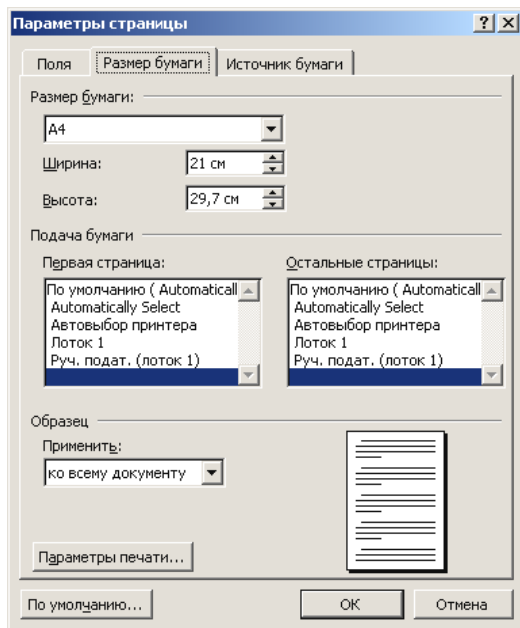 Параметры страницы
Поля Размер бумаги Источник бумаги
Размер бумаги:
A4
Ширина: 21 см
Высота: 29,7 см
Подача бумаги
Первая страница: Остальные страницы:
По умолчанию ( Automaticall По умолчанию ( Automaticall
Automatically Select Automatically Select
Автовыбор принтера Автовыбор принтера
Лоток 1 Лоток 1
Руч. подат. (лоток 1) Руч. подат. (лоток 1)
Образец
Применить:
ко всему документу
Параметры печати...
По умолчанию... ОК Отмена